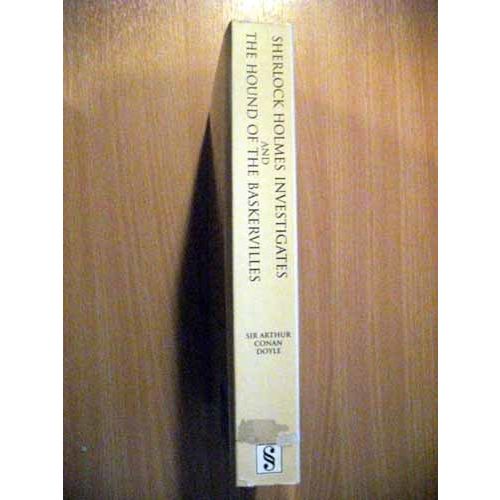 SHERLOCK HOLMES INVESTIGATES
AND
THE HOUND OF THE BASKERVILLES
SIR ARTHUR
CONAN
DOYLE